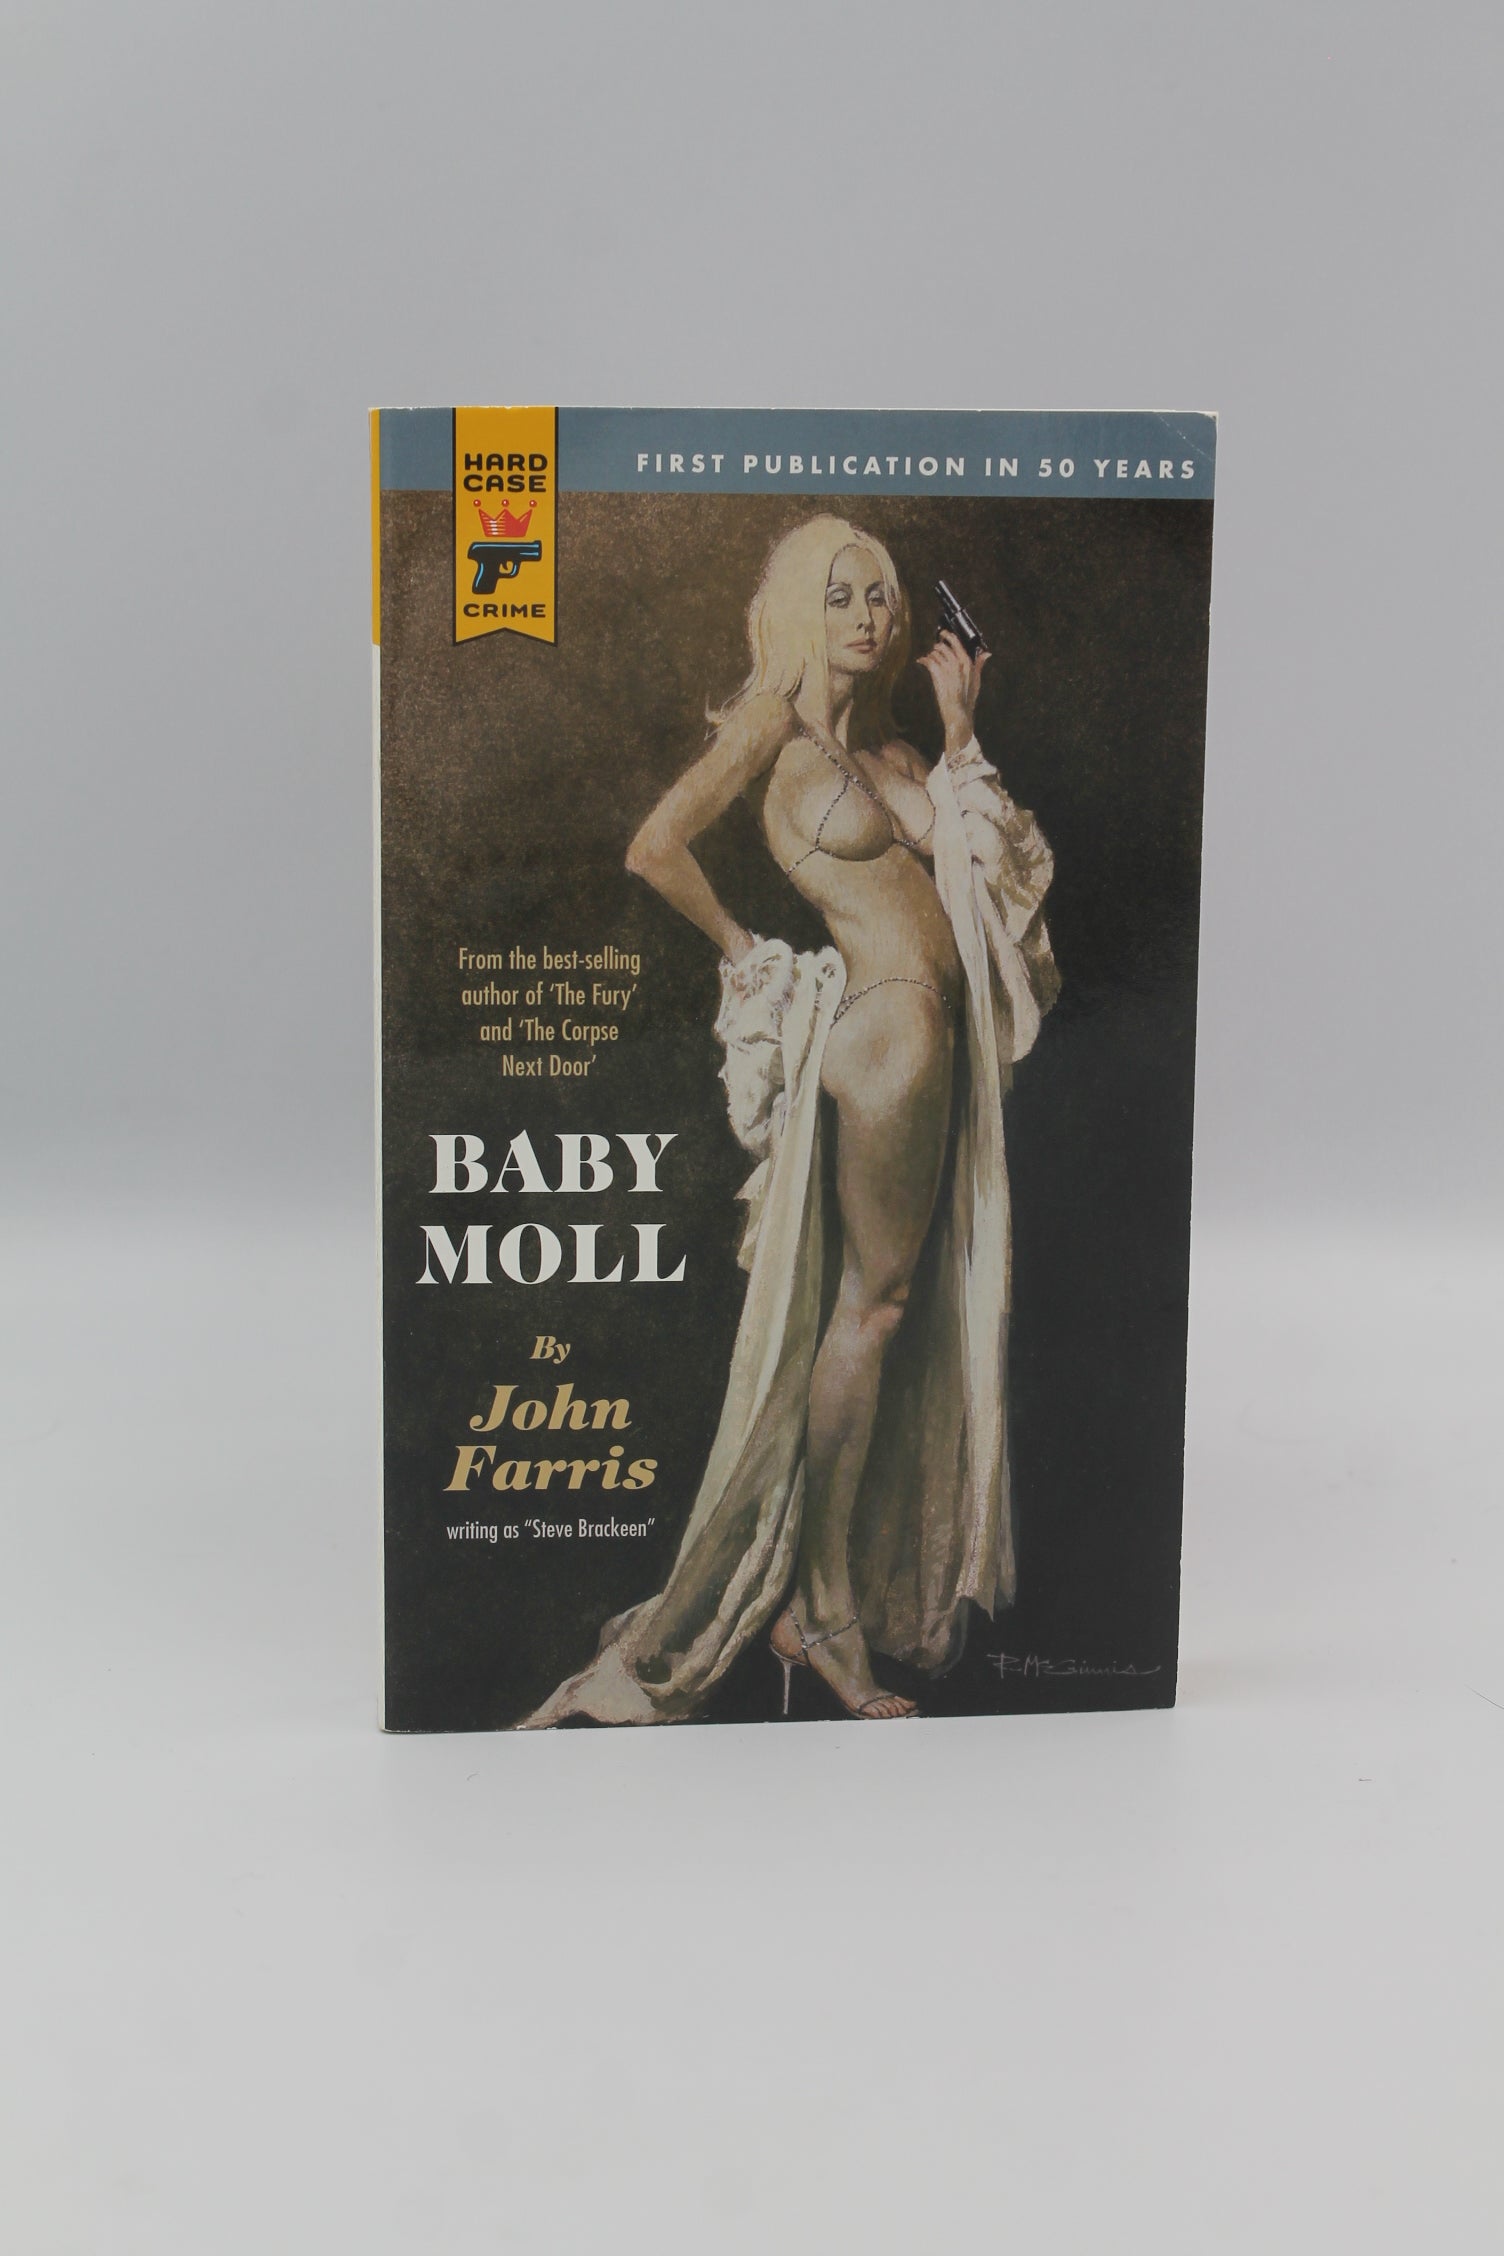 HARD
CASE
CRIME
FIRST PUBLICATION IN 50 YEARS
From the best-selling
author of ‘The Fury’
and ‘The Corpse
Next Door’
BABY
MOLL
By
John
Farris
writing as “Steve Brackeen”
R. McGinnis